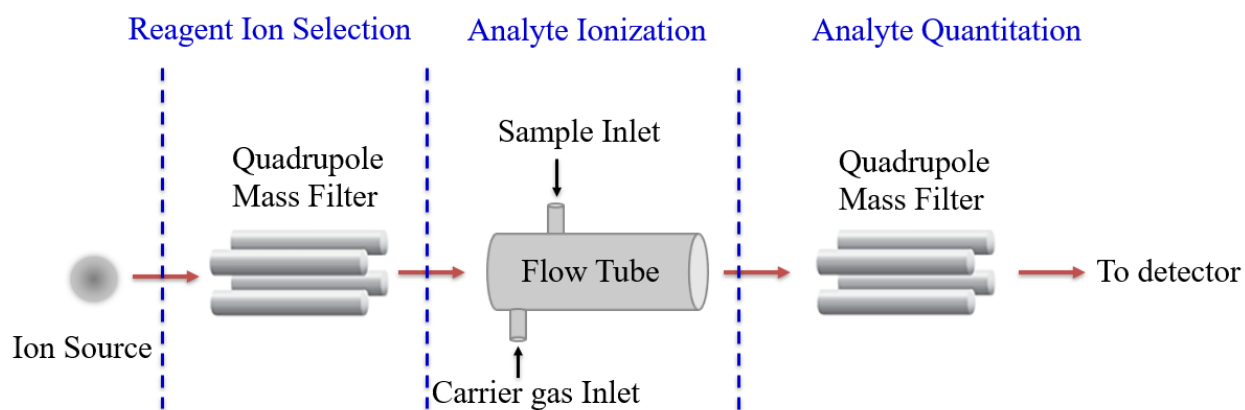 Reagent Ion Selection
Analyte Ionization
Analyte Quantitation
Sample Inlet
Quadrupole
Mass Filter
Quadrupole
Mass Filter
Flow Tube
To detector
Ion Source
Carrier gas Inlet